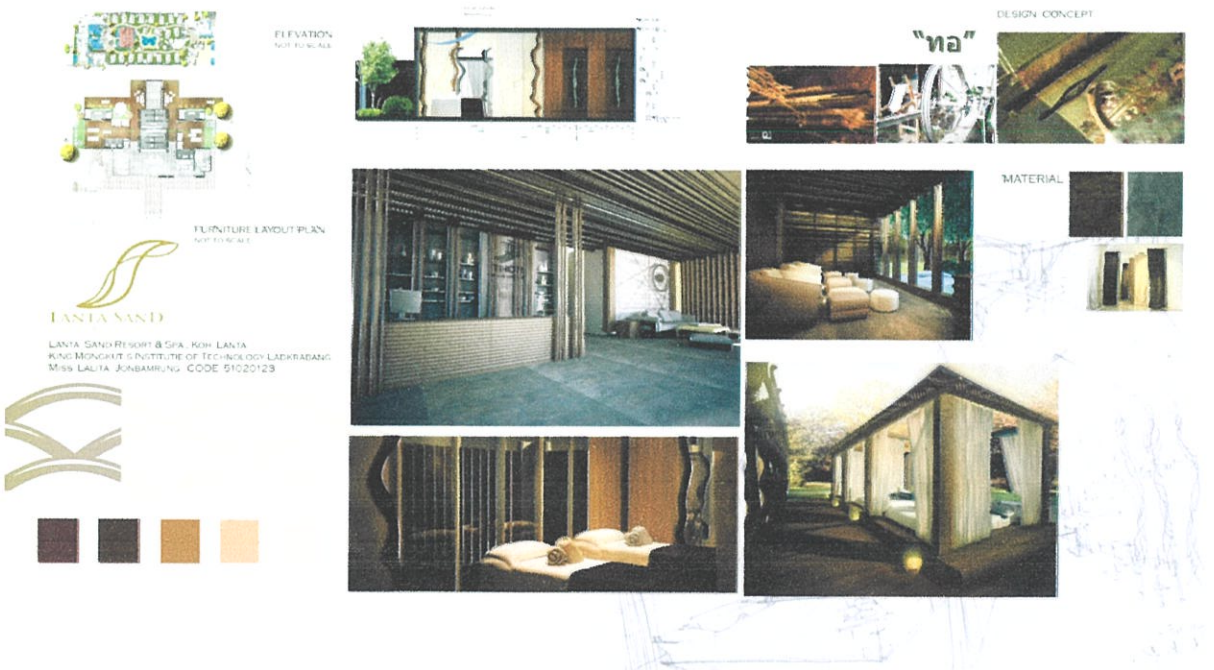 ELEVATION
NOT TO SCALE
DESIGN CONCEPT
"ทอ"
MATERIAL
FURNITURE LAYOUT PLAN
NOT TO SCALE
LANTA SAND
LANTA SAND RESORT & SPA, KOH LANTA
KING MONGKUT'S INSTITUTE OF TECHNOLOGY LADKRABANG
MISS LALITA JONBAMRUNG CODE 51020123